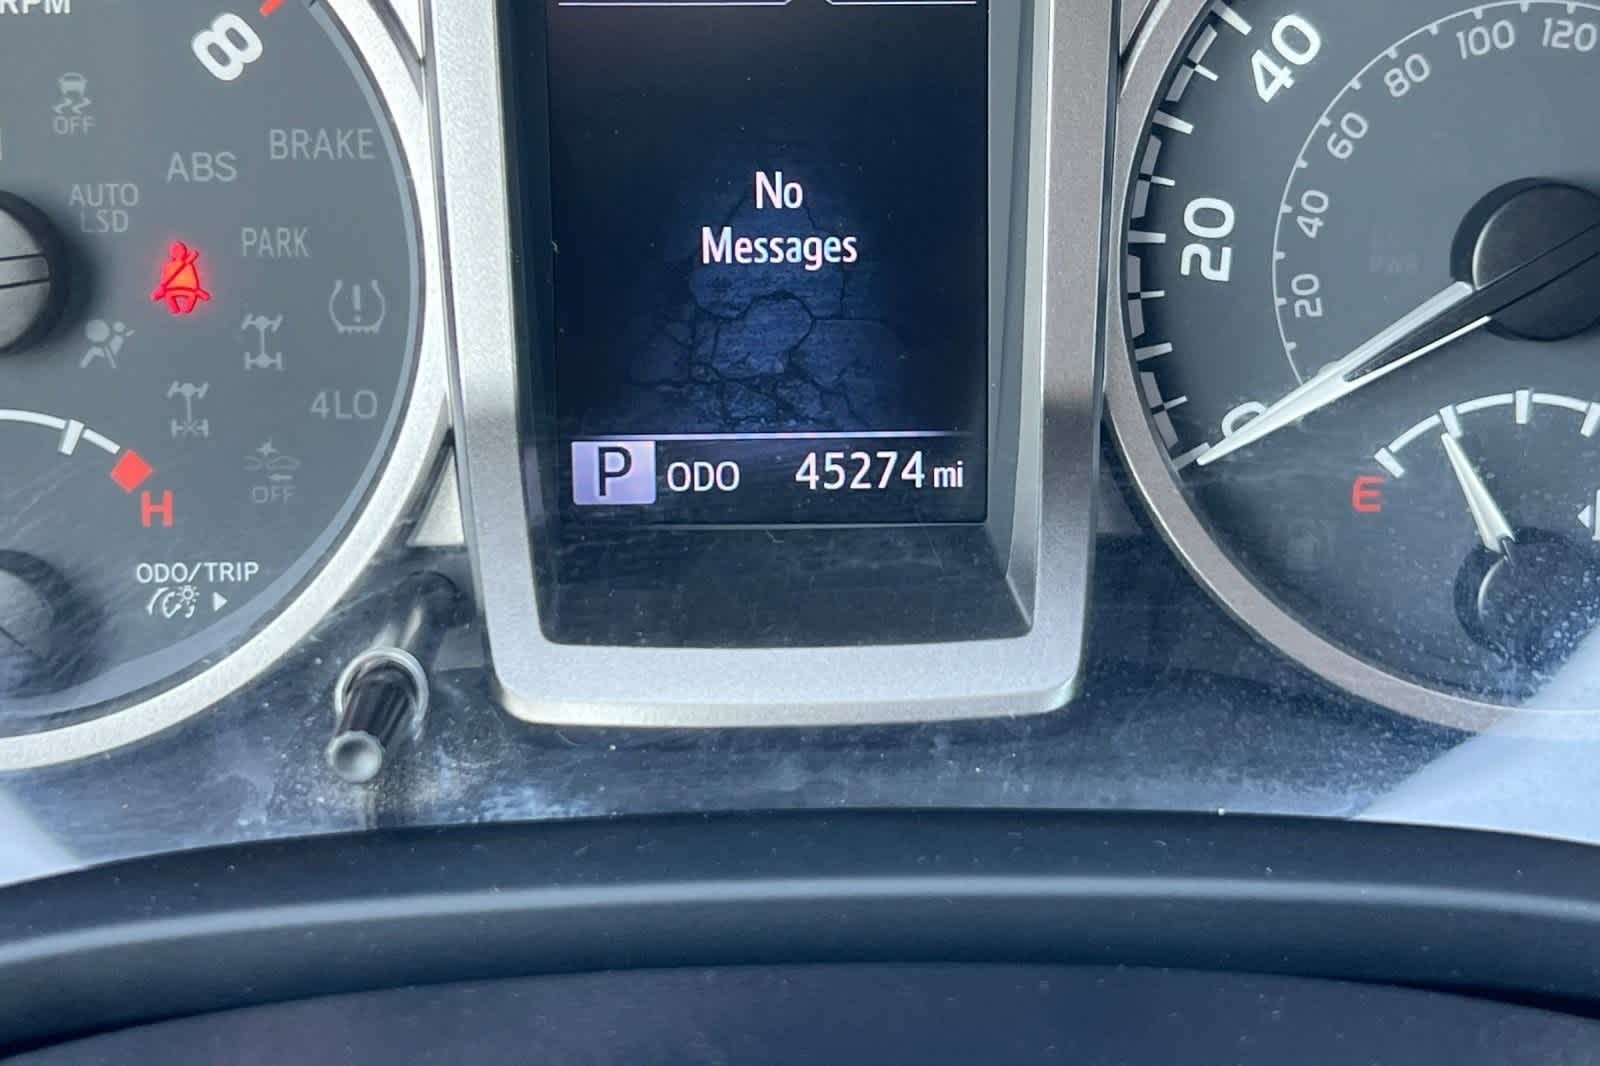 RPM
8
OFF
ABS
BRAKE
AUTO
LSD
PARK
4LO
OFF
H
ODO/TRIP
No
Messages
P ODO 45274 mi
40
20
0
120
100
80
60
40
20
E